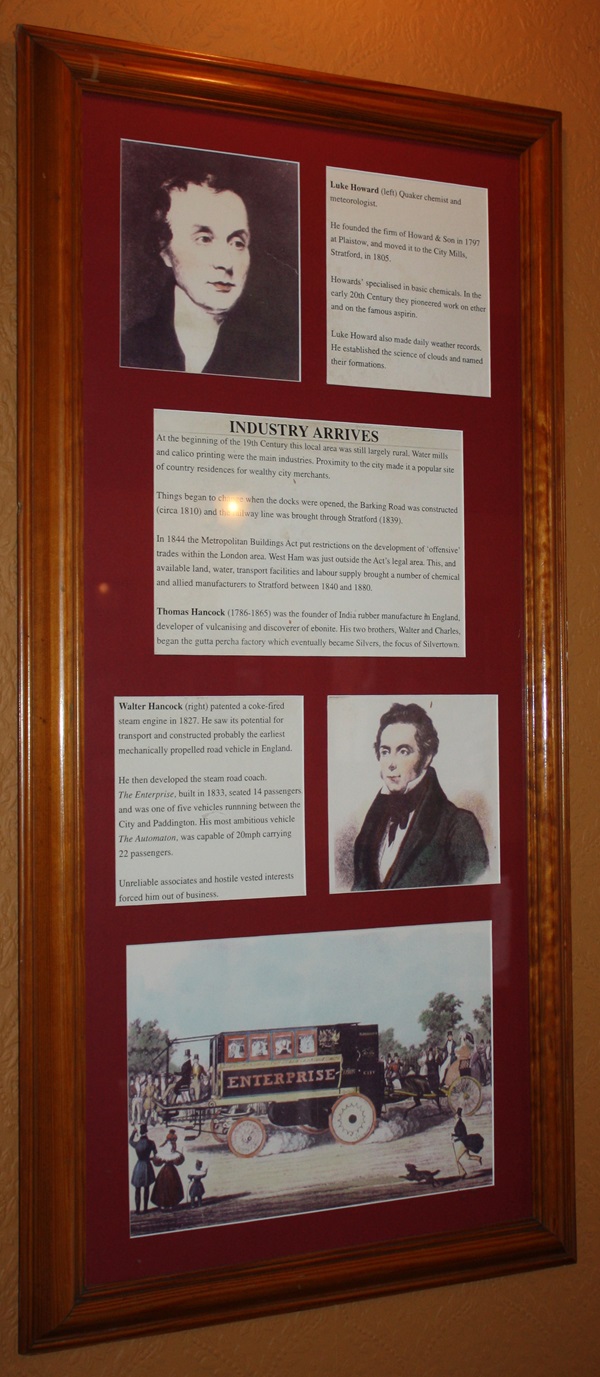 Luke Howard (left) Quaker chemist and
meteorologist.
He founded the firm of Howard & Son in 1797
at Plaistow, and moved it to the City Mills,
Stratford, in 1805.
Howards' specialised in basic chemicals. In the
early 20th Century they pioneered work on ether
and on the famous aspirin.
Luke Howard also made daily weather records.
He established the science of clouds and named
their formations.
INDUSTRY ARRIVES
At the beginning of the 19th Century this local area was still largely rural. Water mills
and calico printing were the main industries. Proximity to the city made it a popular site
of country residences for wealthy city merchants.
Things began to change when the docks were opened, the Barking Road was constructed
(circa 1810) and the railway line was brought through Stratford (1839).
In 1844 the Metropolitan Buildings Act put restrictions on the development of 'offensive'
trades within the London area. West Ham was just outside the Act's legal area. This, and
available land, water, transport facilities and labour supply brought a number of chemical
and allied manufacturers to Stratford between 1840 and 1880.
Thomas Hancock (1786-1865) was the founder of India rubber manufacture in England,
developer of vulcanising and discoverer of ebonite. His two brothers, Walter and Charles,
began the gutta percha factory which eventually became Silvers, the focus of Silvertown.
Walter Hancock (right) patented a coke-fired
steam engine in 1827. He saw its potential for
transport and constructed probably the earliest
mechanically propelled road vehicle in England.
He then developed the steam road coach.
The Enterprise, built in 1833, seated 14 passengers
and was one of five vehicles runnning between the
City and Paddington. His most ambitious vehicle
The Automaton, was capable of 20mph carrying
22 passengers.
Unreliable associates and hostile vested interests
forced him out of business.
ENTERPRISE